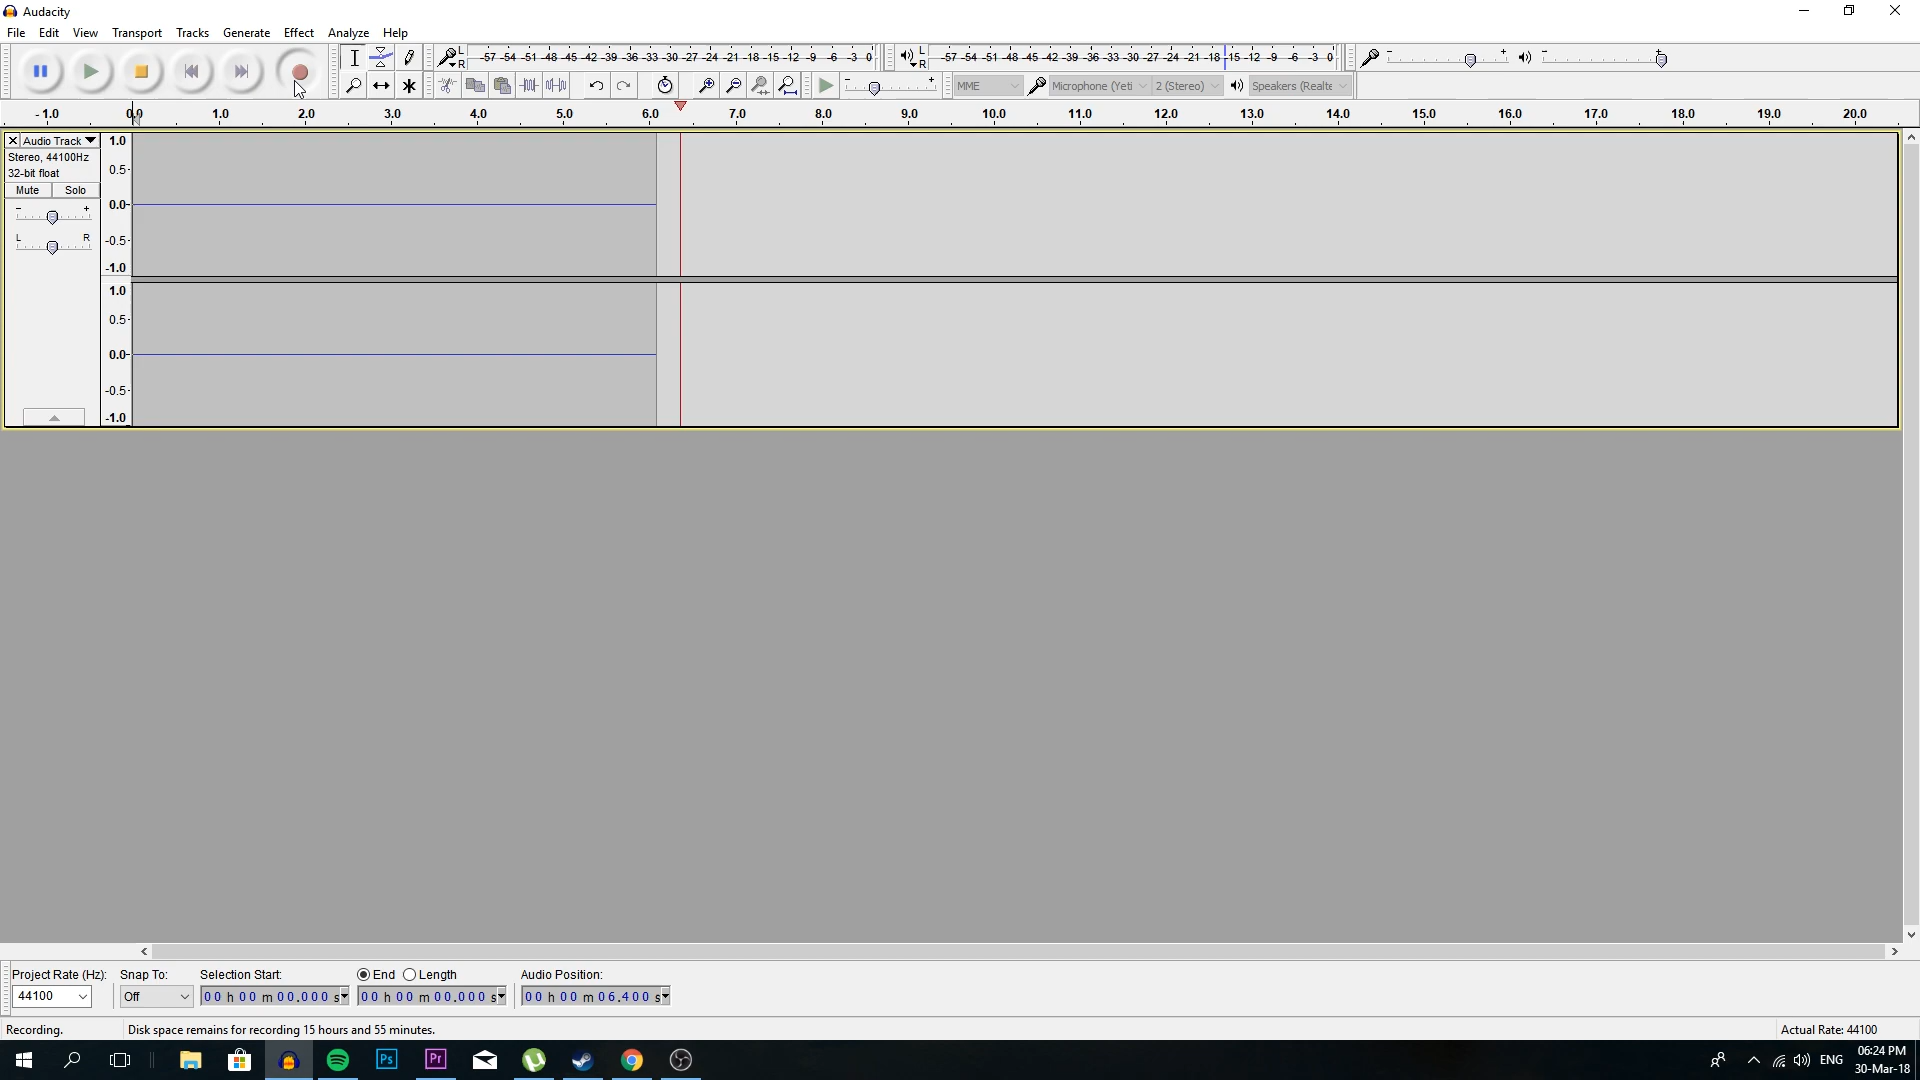 Audacity
File Edit View Transport Tracks Generate Effect Analyze Help
L R -57 -54 -51 -48 -45 -42 -39 -36 -33 -30 -27 -24 -21 -18 -15 -12 -9 -6 -3 0 L R -57 -54 -51 -48 -45 -42 -39 -36 -33 -30 -27 -24 -21 -18 -15 -12 -9 -6 -3 0 - + - +
- + MME Microphone (Yeti 2 (Stereo) Speakers (Realte
-1.0 0.0 1.0 2.0 3.0 4.0 5.0 6.0 7.0 8.0 9.0 10.0 11.0 12.0 13.0 14.0 15.0 16.0 17.0 18.0 19.0 20.0
Audio Track 1.0
Stereo, 44100Hz
32-bit float 0.5-
Mute Solo
0.0-
- +
L R -0.5-
-1.0
1.0
0.5-
0.0-
-0.5-
-1.0
Project Rate (Hz): Snap To: Selection Start: End Length Audio Position:
44100 Off 00 h 00 m 00.000 s 00 h 00 m 00.000 s 00 h 00 m 06.400 s
Recording. Disk space remains for recording 15 hours and 55 minutes. Actual Rate: 44100
Ps Pr ENG 06:24 PM
30-Mar-18